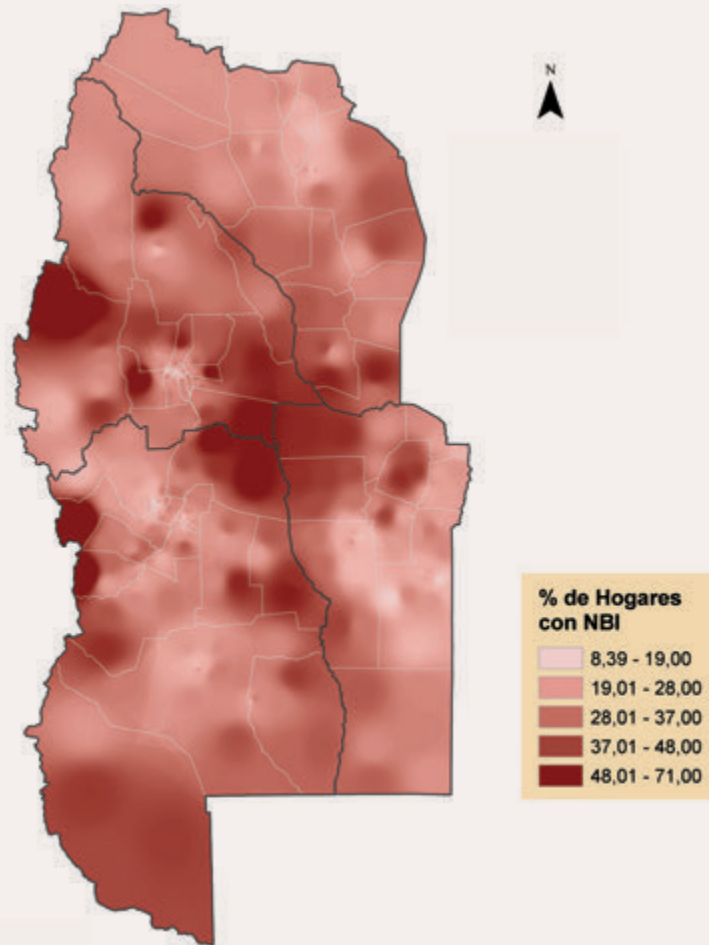 N
% de Hogares
con NBI
8,39 - 19,00
19,01 - 28,00
28,01 - 37,00
37,01 - 48,00
48,01 - 71,00